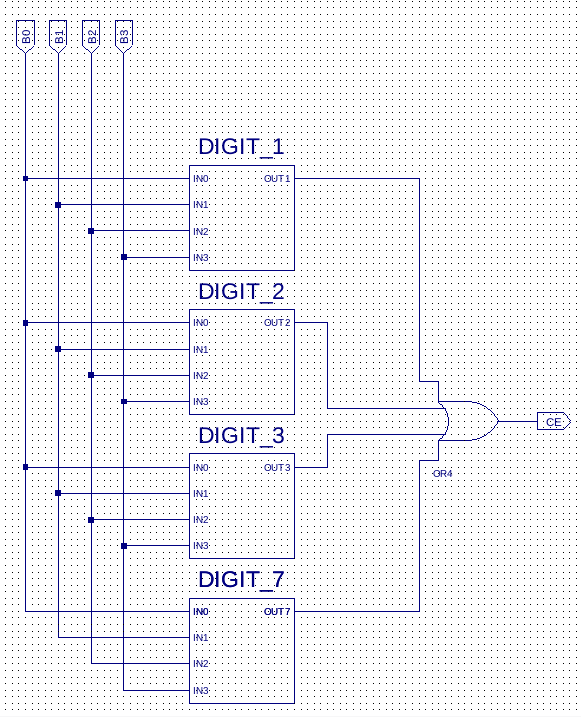 B0 B1 B2 B3
DIGIT_1
IN0 OUT1
IN1
IN2
IN3
DIGIT_2
IN0 OUT2
IN1
IN2
IN3
CE
DIGIT_3
IN0 OUT3
OR4
IN1
IN2
IN3
DIGIT_7
IN0 OUT7
IN1
IN2
IN3